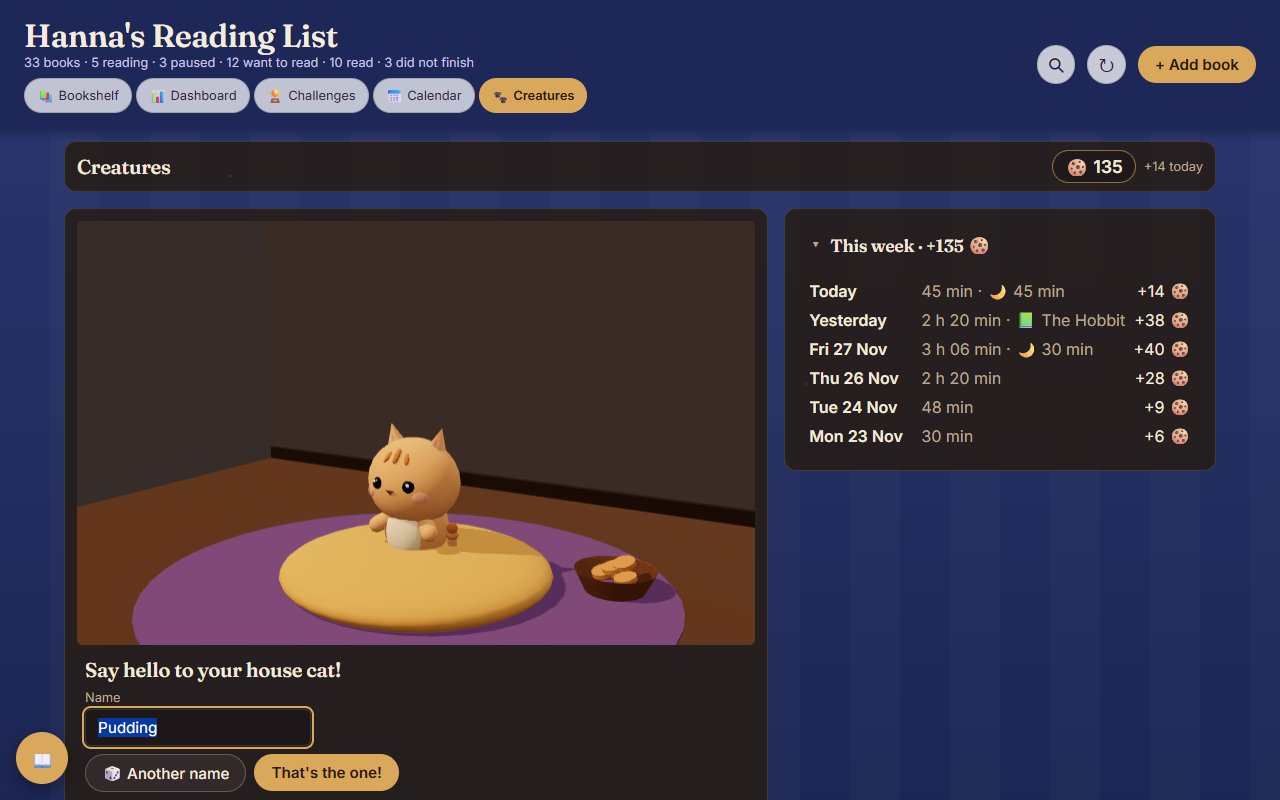 Hanna's Reading List
33 books · 5 reading · 3 paused · 12 want to read · 10 read · 3 did not finish
Bookshelf
Dashboard
Challenges
Calendar
Creatures
+ Add book
Creatures
135
+14 today
This week · +135
Today 45 min · 45 min +14
Yesterday 2 h 20 min · The Hobbit +38
Fri 27 Nov 3 h 06 min · 30 min +40
Thu 26 Nov 2 h 20 min +28
Tue 24 Nov 48 min +9
Mon 23 Nov 30 min +6
Say hello to your house cat!
Name
Pudding
Another name
That's the one!